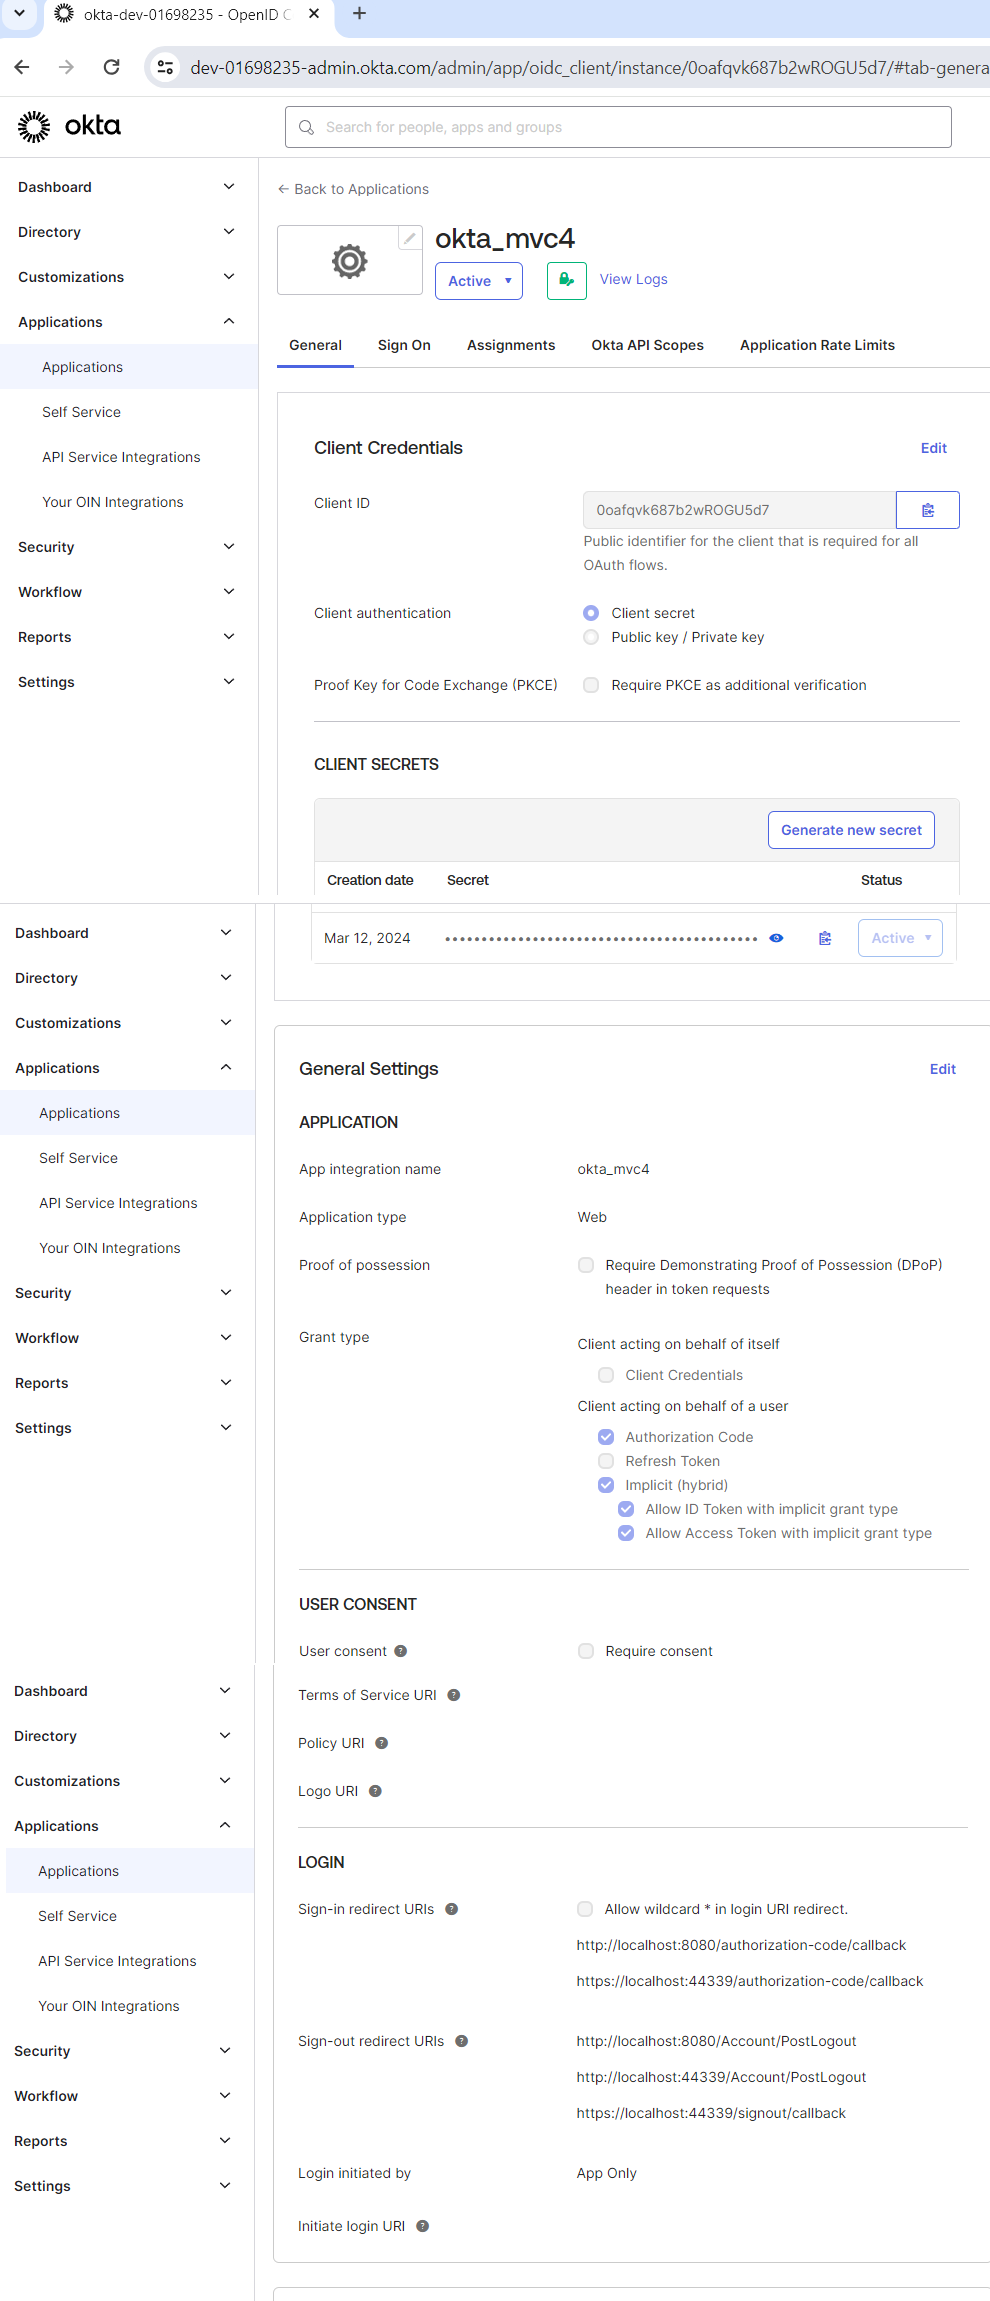 okta-dev-01698235 - OpenID C
dev-01698235-admin.okta.com/admin/app/oidc_client/instance/0oafqvk687b2wROGU5d7/#tab-genera
okta
Search for people, apps and groups
Dashboard
Directory
Customizations
Applications
Applications
Self Service
API Service Integrations
Your OIN Integrations
Security
Workflow
Reports
Settings
← Back to Applications
okta_mvc4
Active
View Logs
General Sign On Assignments Okta API Scopes Application Rate Limits
Client Credentials
Edit
Client ID
0oafqvk687b2wROGU5d7
Public identifier for the client that is required for all
OAuth flows.
Client authentication
Client secret
Public key / Private key
Proof Key for Code Exchange (PKCE)
Require PKCE as additional verification
CLIENT SECRETS
Generate new secret
Creation date Secret Status
Dashboard
Directory
Customizations
Applications
Applications
Self Service
API Service Integrations
Your OIN Integrations
Security
Workflow
Reports
Settings
Mar 12, 2024 Active
General Settings
Edit
APPLICATION
App integration name
okta_mvc4
Application type
Web
Proof of possession
Require Demonstrating Proof of Possession (DPoP)
header in token requests
Grant type
Client acting on behalf of itself
Client Credentials
Client acting on behalf of a user
Authorization Code
Refresh Token
Implicit (hybrid)
Allow ID Token with implicit grant type
Allow Access Token with implicit grant type
USER CONSENT
User consent
Require consent
Dashboard
Directory
Customizations
Applications
Applications
Self Service
API Service Integrations
Your OIN Integrations
Security
Workflow
Reports
Settings
Terms of Service URI
Policy URI
Logo URI
LOGIN
Sign-in redirect URIs
Allow wildcard * in login URI redirect.
http://localhost:8080/authorization-code/callback
https://localhost:44339/authorization-code/callback
Sign-out redirect URIs
http://localhost:8080/Account/PostLogout
http://localhost:44339/Account/PostLogout
https://localhost:44339/signout/callback
Login initiated by
App Only
Initiate login URI